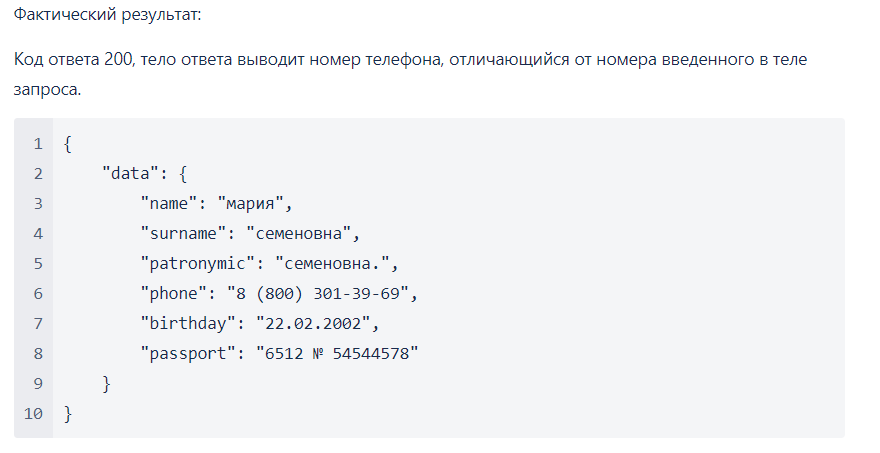 Фактический результат:
Код ответа 200, тело ответа выводит номер телефона, отличающийся от номера введенного в теле
запроса.
1 {
2     "data": {
3         "name": "мария",
4         "surname": "семеновна",
5         "patronymic": "семеновна.",
6         "phone": "8 (800) 301-39-69",
7         "birthday": "22.02.2002",
8         "passport": "6512 № 54544578"
9     }
10 }